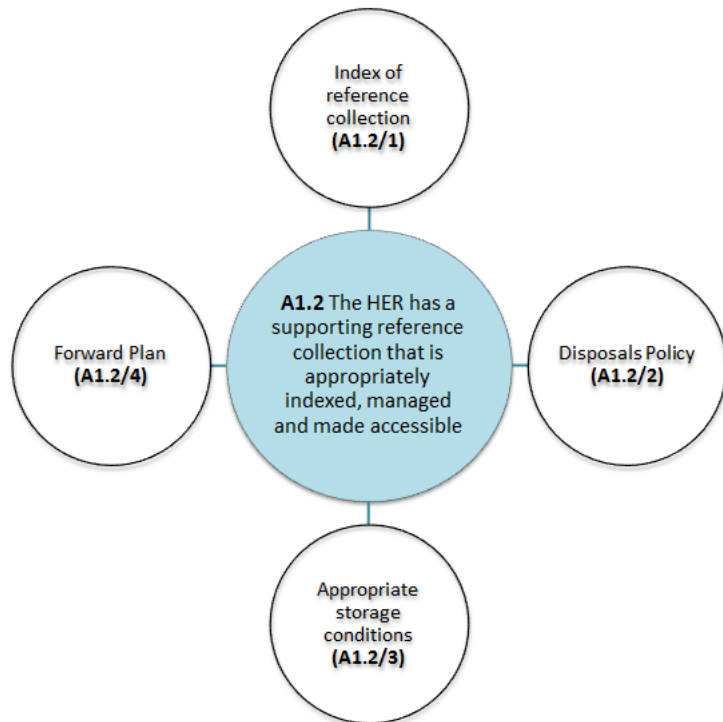 Index of
reference
collection
(A1.2/1)
A1.2 The HER has a
supporting reference
collection that is
appropriately
indexed, managed
and made accessible
Forward Plan
(A1.2/4)
Disposals Policy
(A1.2/2)
Appropriate
storage
conditions
(A1.2/3)